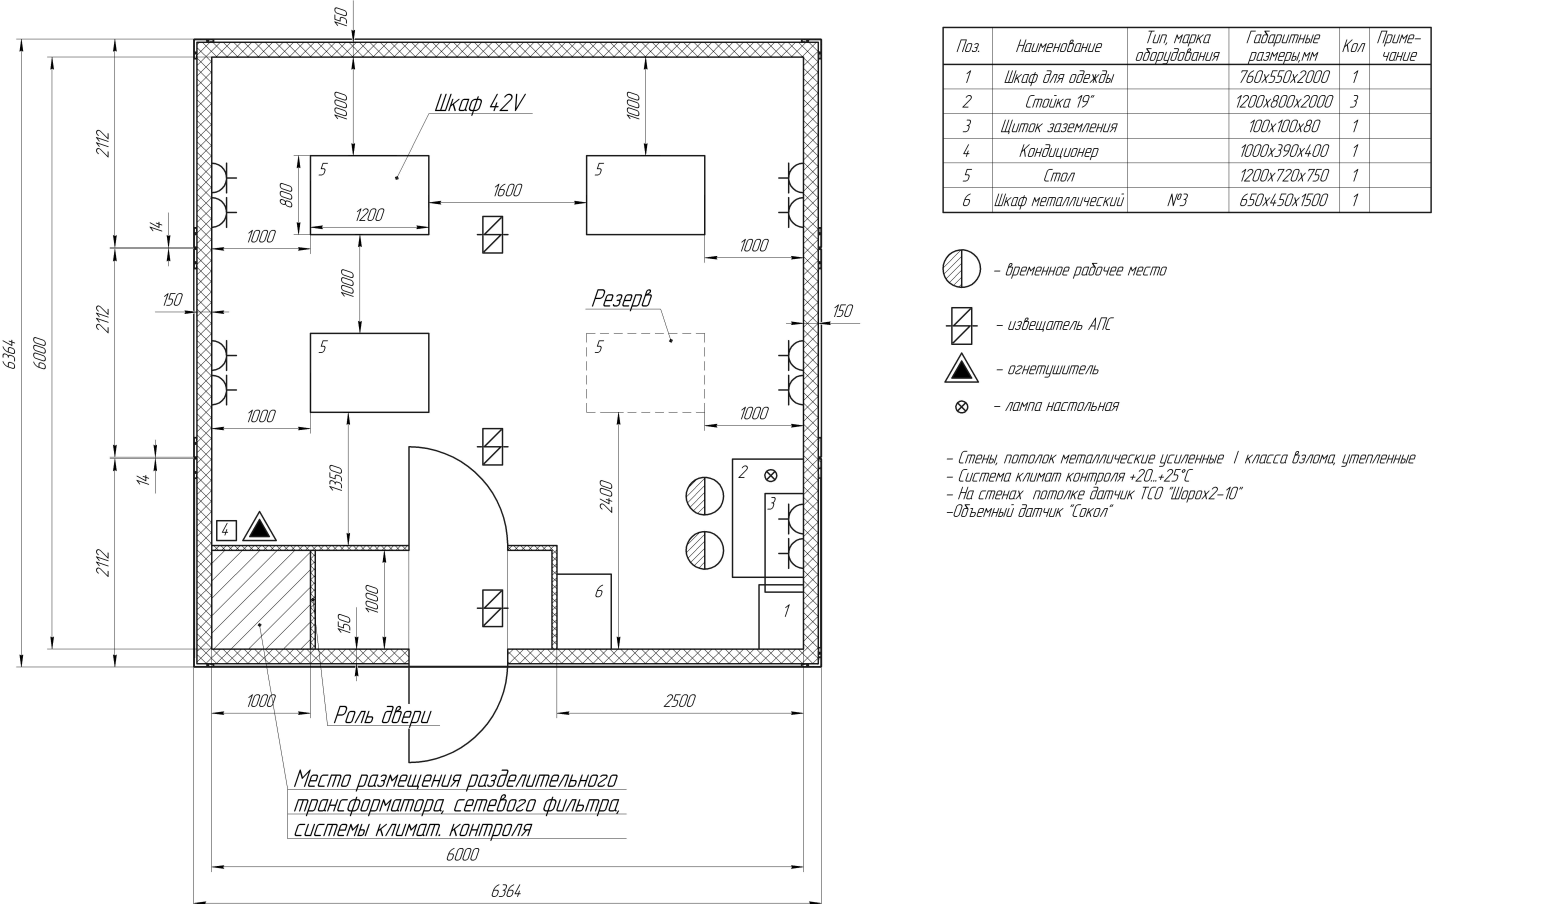 150
Поз.
Наименование
Тип, марка
оборудования
Габаритные
размеры,мм
Кол
Приме-
чание
1 Шкаф для одежды 760х550х2000 1
2 Стойка 19" 1200х800х2000 3
3 Щиток заземления 100х100х80 1
4 Кондиционер 1000х390х400 1
5 Стол 1200х720х750 1
6 Шкаф металлический №3 650х450х1500 1
1000
Шкаф 42V
1000
2112
5
5
800
1600
1200
14
1000
1000
1000
- временное рабочее место
150
2112
Резерв
150
- извещатель АПС
6364
6000
5
5
- огнетушитель
1000
1000
- лампа настольная
14
1350
2400
2
3
- Стены, потолок металлические усиленные I класса взлома, утепленные
- Система климат контроля +20...+25°С
- На стенах потолке датчик ТСО "Шорох2-10"
-Объемный датчик "Сокол"
4
2112
150
1000
6
1
1000
Роль двери
2500
Место размещения разделительного
трансформатора, сетевого фильтра,
системы климат. контроля
6000
6364